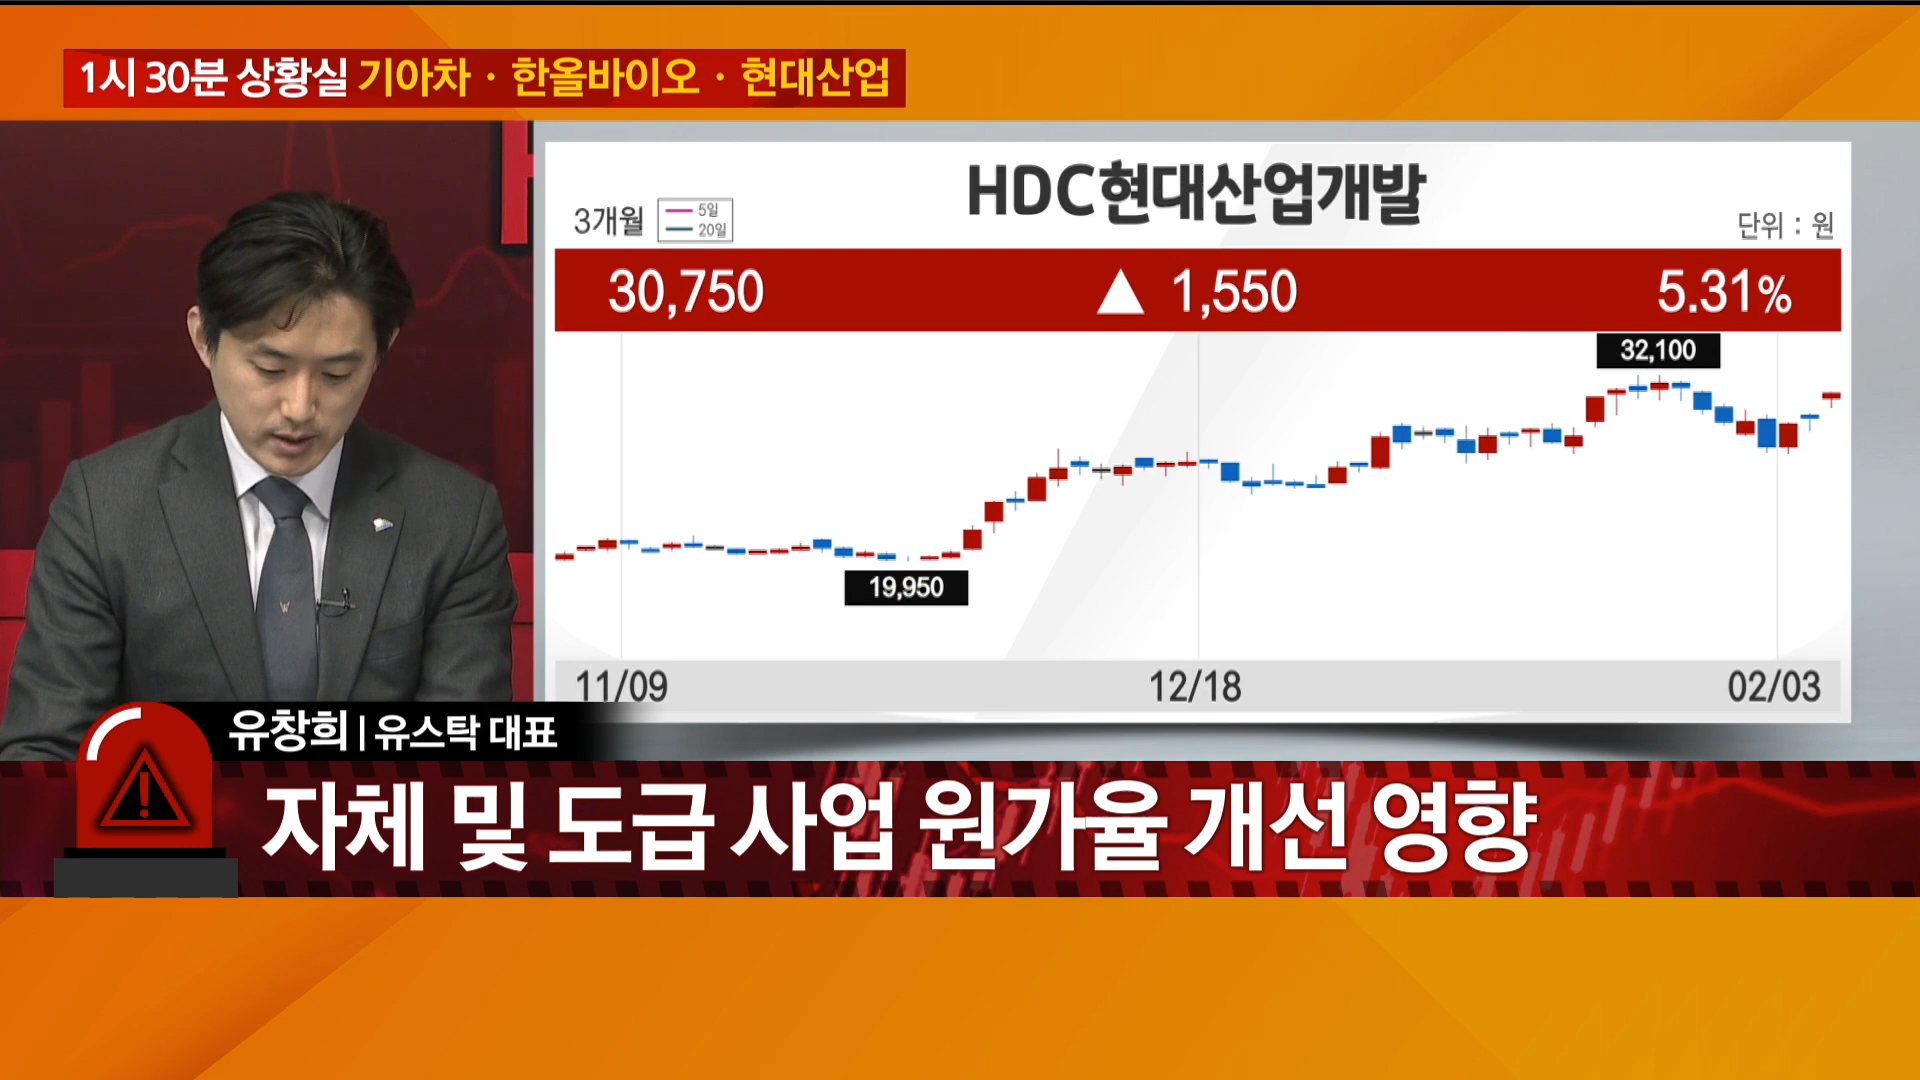 1시 30분 상황실 기아차 · 한올바이오 · 현대산업
HDC현대산업개발
3개월
5일
20일
단위 : 원
30,750 ▲ 1,550 5.31%
32,100
19,950
11/09 12/18 02/03
유창희 | 유스탁 대표
자체 및 도급 사업 원가율 개선 영향